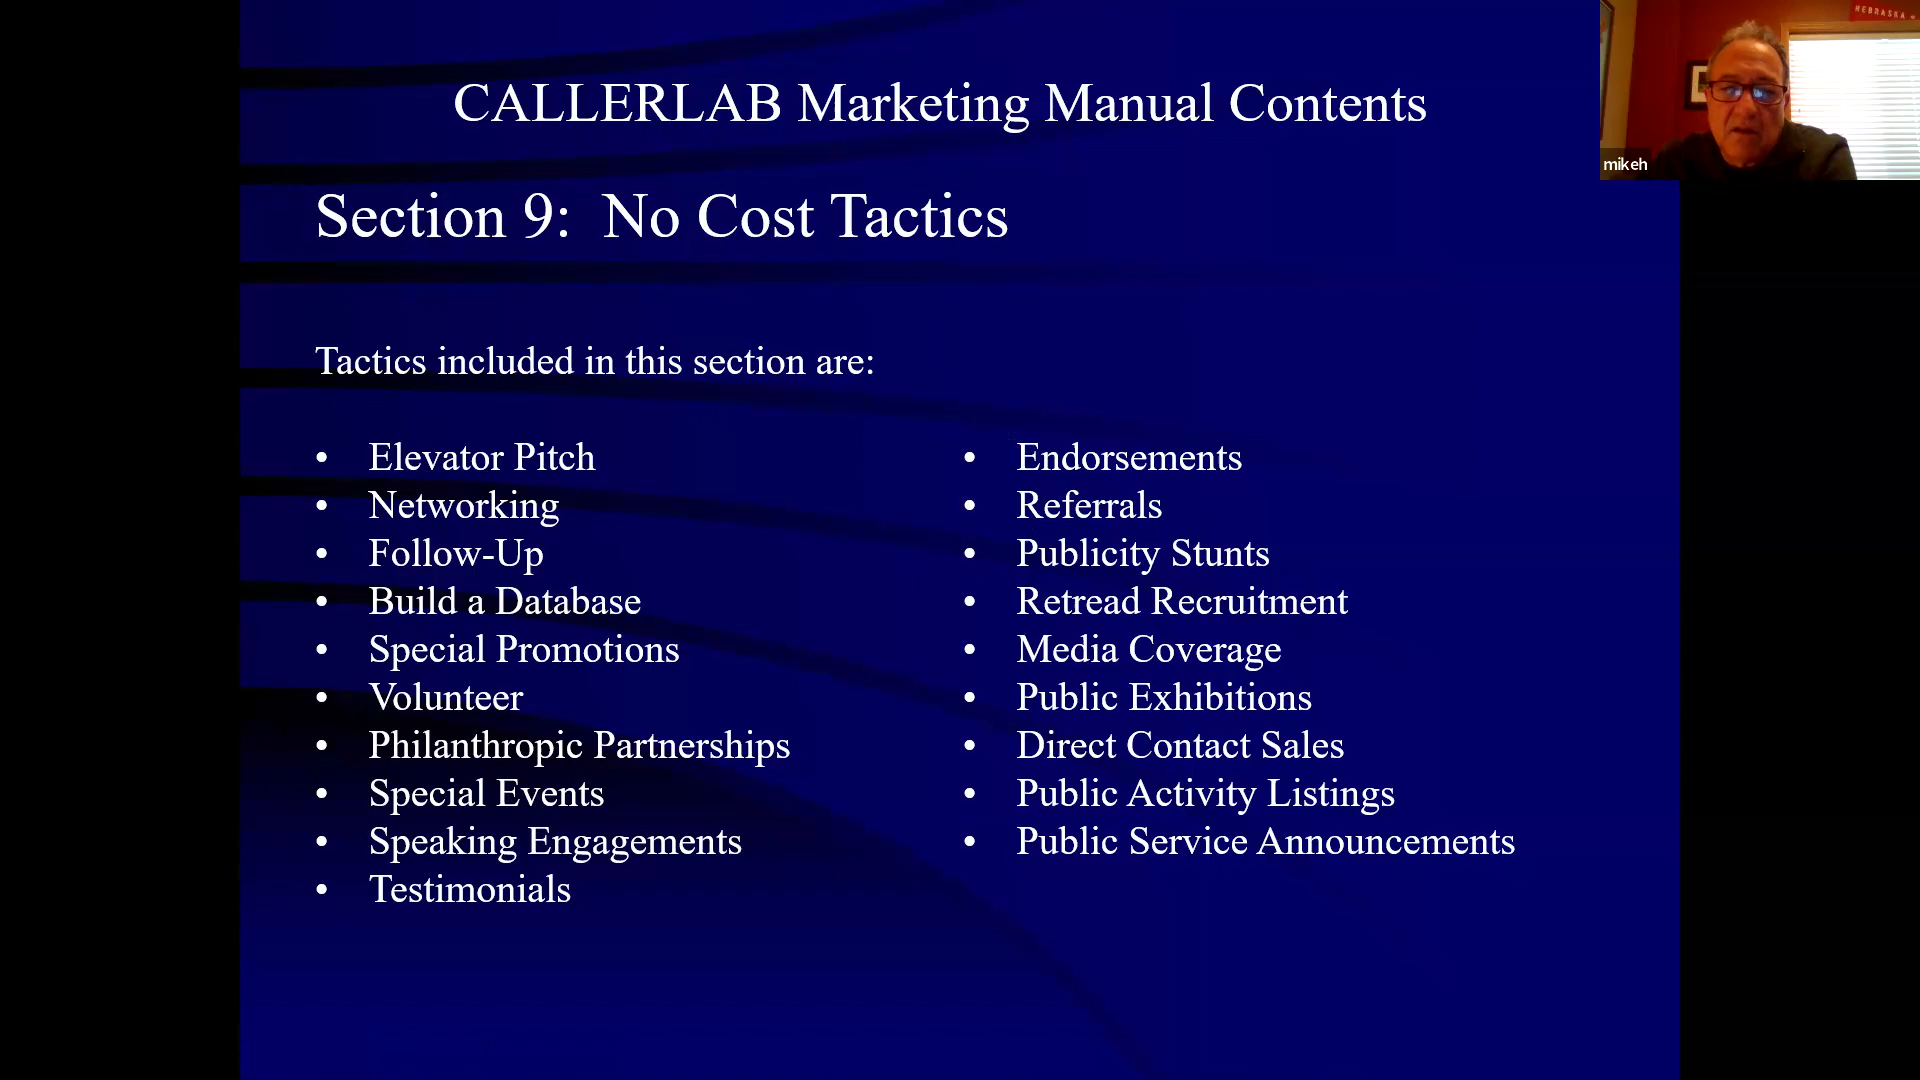 CALLERLAB Marketing Manual Contents
Section 9: No Cost Tactics
Tactics included in this section are:
• Elevator Pitch
• Networking
• Follow-Up
• Build a Database
• Special Promotions
• Volunteer
• Philanthropic Partnerships
• Special Events
• Speaking Engagements
• Testimonials
• Endorsements
• Referrals
• Publicity Stunts
• Retread Recruitment
• Media Coverage
• Public Exhibitions
• Direct Contact Sales
• Public Activity Listings
• Public Service Announcements
NEBRASKA
mikeh